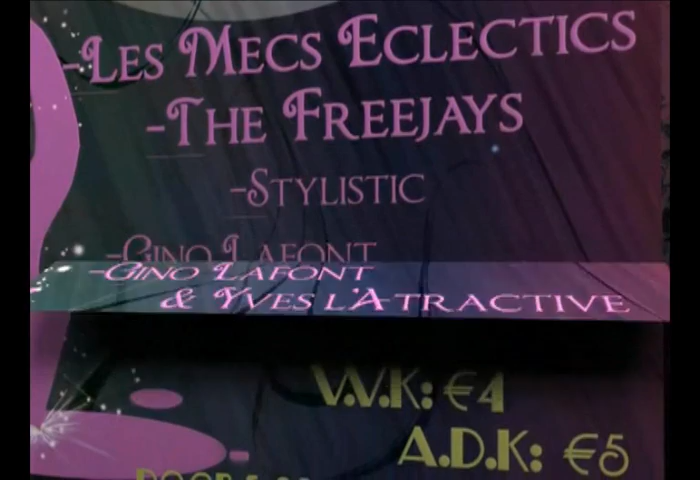 -Les Mecs Eclectics
-The Freejays
-Stylistic
-Gino Lafont
-Gino Lafont
& Yves l'Atractive
V.V.K: €4
A.D.K: €5